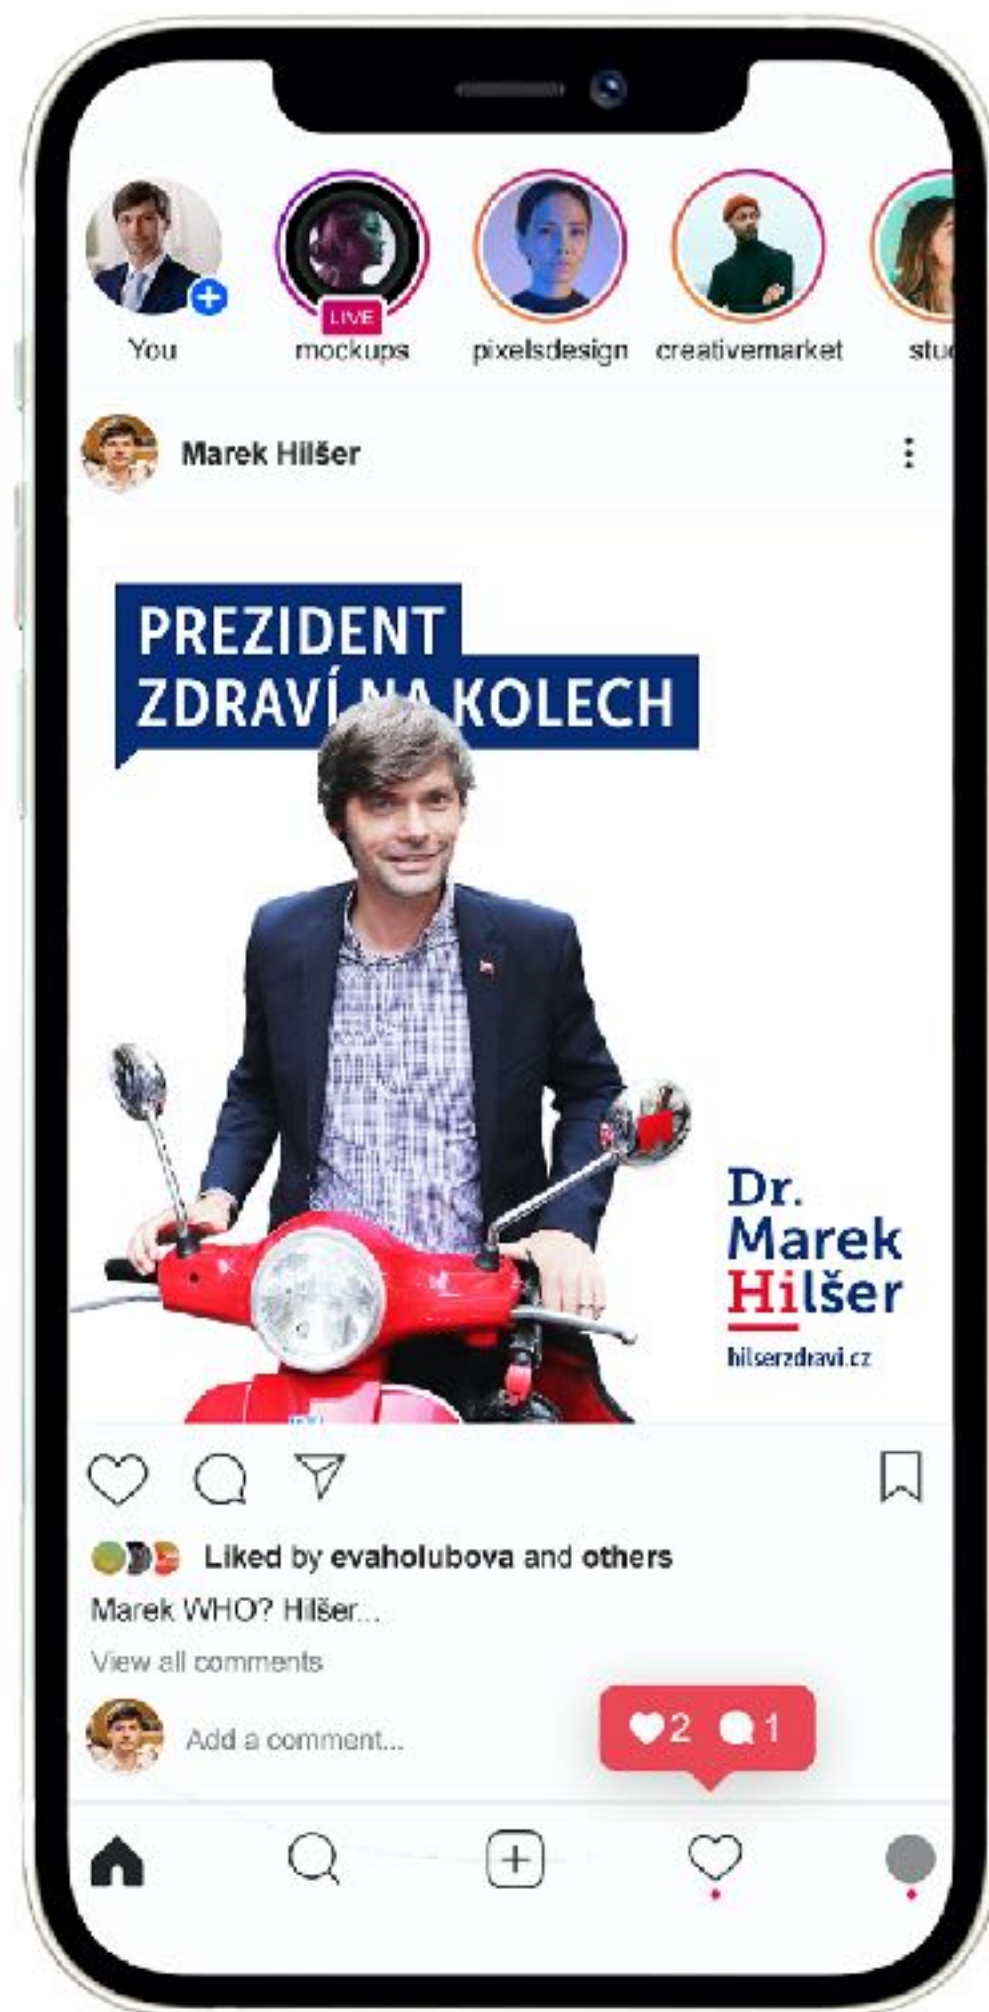 You
LIVE
mockups
pixelsdesign
creativemarket
stu
Marek Hilšer
PREZIDENT
ZDRAVÍ NA KOLECH
Dr.
Marek
Hilšer
hilserzdravi.cz
Liked by evaholubova and others
Marek WHO? Hilšer...
View all comments
Add a comment...
2 1